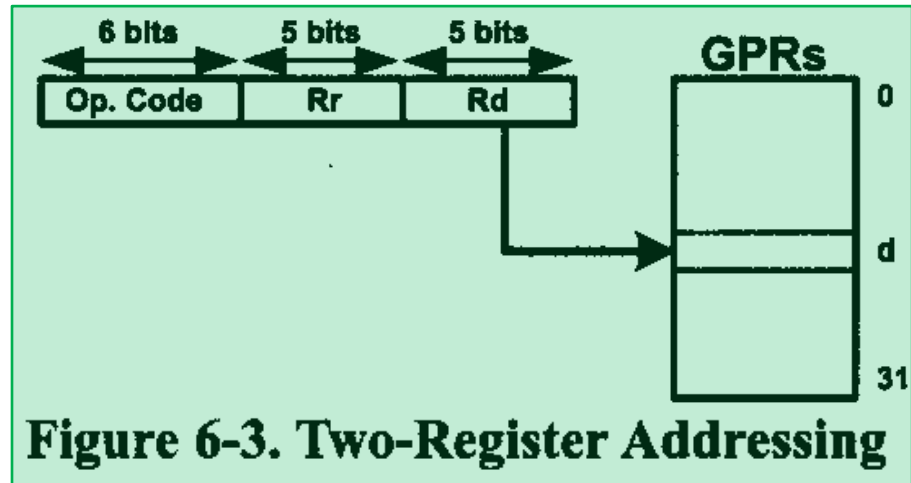 6 bits 5 bits 5 bits
GPRs
Op. Code Rr Rd
0
d
31
Figure 6-3. Two-Register Addressing